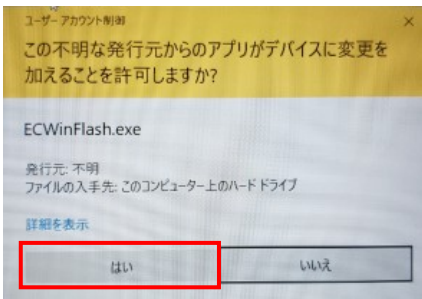 ユーザー アカウント制御
この不明な発行元からのアプリがデバイスに変更を
加えることを許可しますか?
ECWinFlash.exe
発行元: 不明
ファイルの入手先: このコンピューター上のハード ドライブ
詳細を表示
はい
いいえ